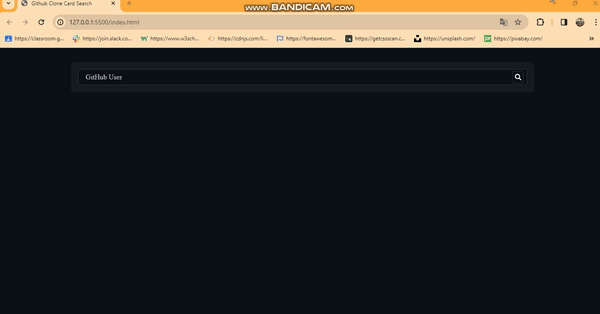 Github Clone Card Search
www.BANDICAM.com
127.0.0.1:5500/index.html
https://classroom.g... https://join.slack.co... https://www.w3sch... https://cdnjs.com/li... https://fontawesom... https://getcssscan.c... https://unsplash.com/ https://pixabay.com/
GitHub User